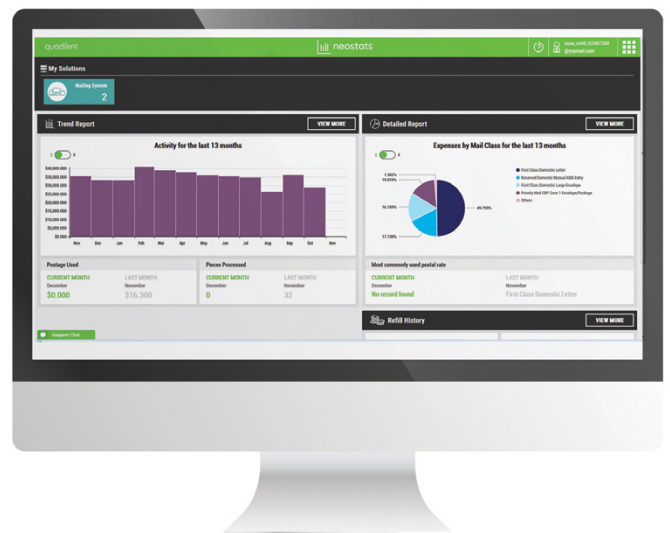 quadient
neostats
@ypqmail.com
My Solutions
Mailing System
2
Trend Report
VIEW MORE
Activity for the last 13 months
$ #
$40,000.000
$35,000.000
$30,000.000
$25,000.000
$20,000.000
$15,000.000
$10,000.000
$5,000.000
$0.000
Nov Dec Jan Feb Mar Apr May Jun Jul Aug Sep Oct Nov
Postage Used
CURRENT MONTH LAST MONTH
December November
$0.000 $16.300
Pieces Processed
CURRENT MONTH LAST MONTH
December November
0 32
Detailed Report
VIEW MORE
Expenses by Mail Class for the last 13 months
$ #
16.180%
17.720%
First Class Domestic Letter
Returned Domestic Manual KBD Entry
First Class Domestic Large Envelope
Priority Mail CBP Zone 1 Envelope/Package
Others
Most commonly used postal rate
CURRENT MONTH LAST MONTH
December November
No record found First Class Domestic Letter
Refill History
VIEW MORE
Support Chat